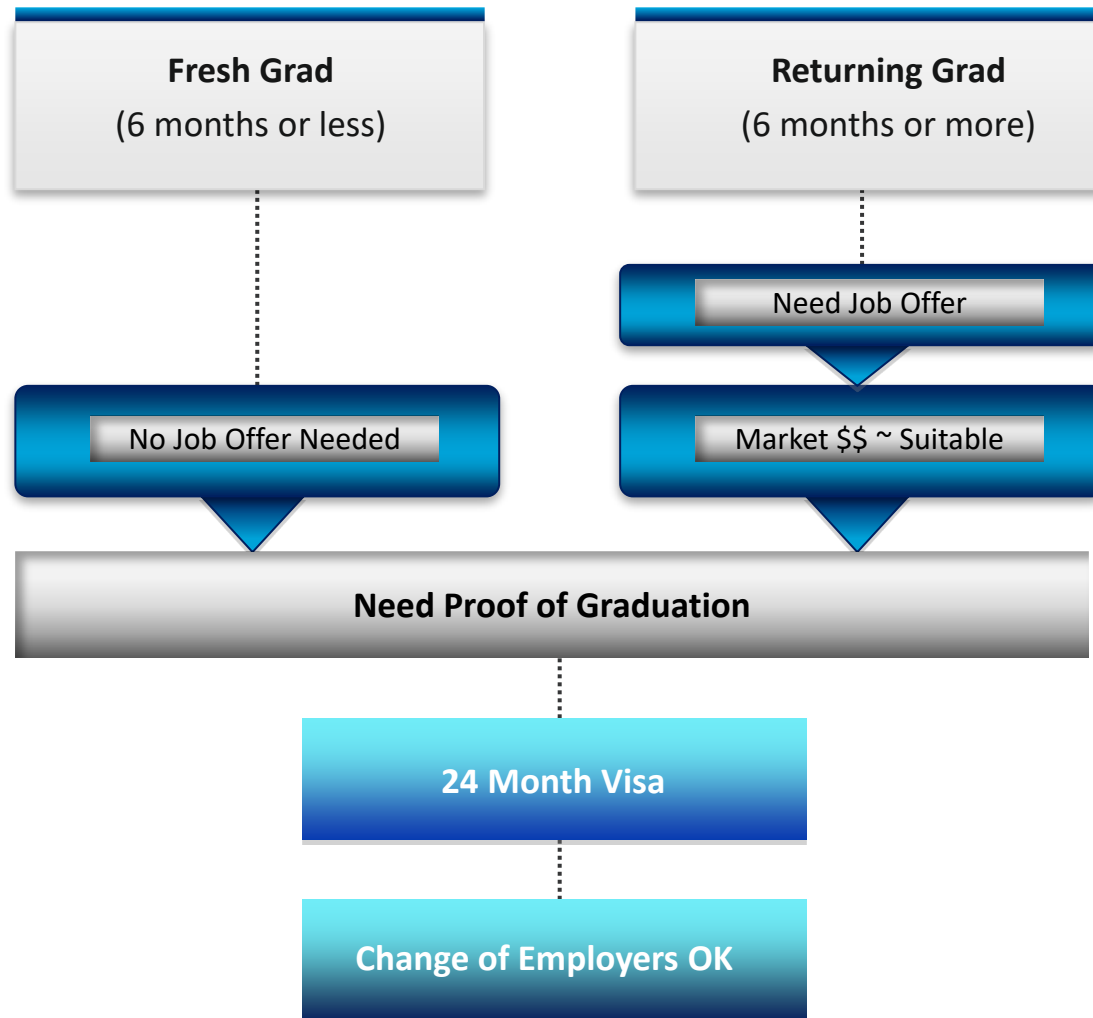 Fresh Grad
(6 months or less)
Returning Grad
(6 months or more)
Need Job Offer
No Job Offer Needed
Market $$ ~ Suitable
Need Proof of Graduation
24 Month Visa
Change of Employers OK